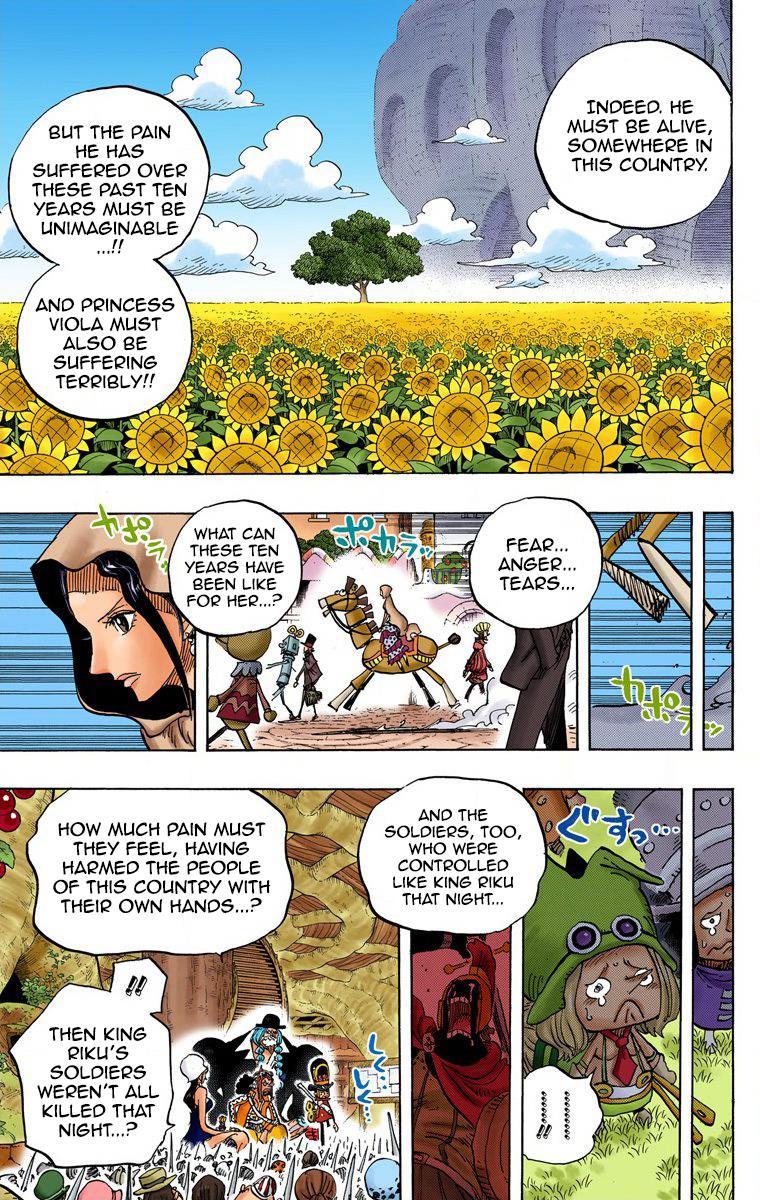 INDEED. HE
MUST BE ALIVE,
SOMEWHERE IN
THIS COUNTRY.
BUT THE PAIN
HE HAS
SUFFERED OVER
THESE PAST TEN
YEARS MUST BE
UNIMAGINABLE
...!!
AND PRINCESS
VIOLA MUST
ALSO BE
SUFFERING
TERRIBLY!!
カポラッ
FEAR...
ANGER...
TEARS...
ポカラッ
WHAT CAN
THESE TEN
YEARS HAVE
BEEN LIKE
FOR HER...?
ぐすっ…
!!
AND THE
SOLDIERS, TOO,
WHO WERE
CONTROLLED
LIKE KING RIKU
THAT NIGHT...
HOW MUCH PAIN MUST
THEY FEEL, HAVING
HARMED THE PEOPLE
OF THIS COUNTRY WITH
THEIR OWN HANDS...?
しく しく…
!!
THEN KING
RIKU'S
SOLDIERS
WEREN'T ALL
KILLED THAT
NIGHT...?